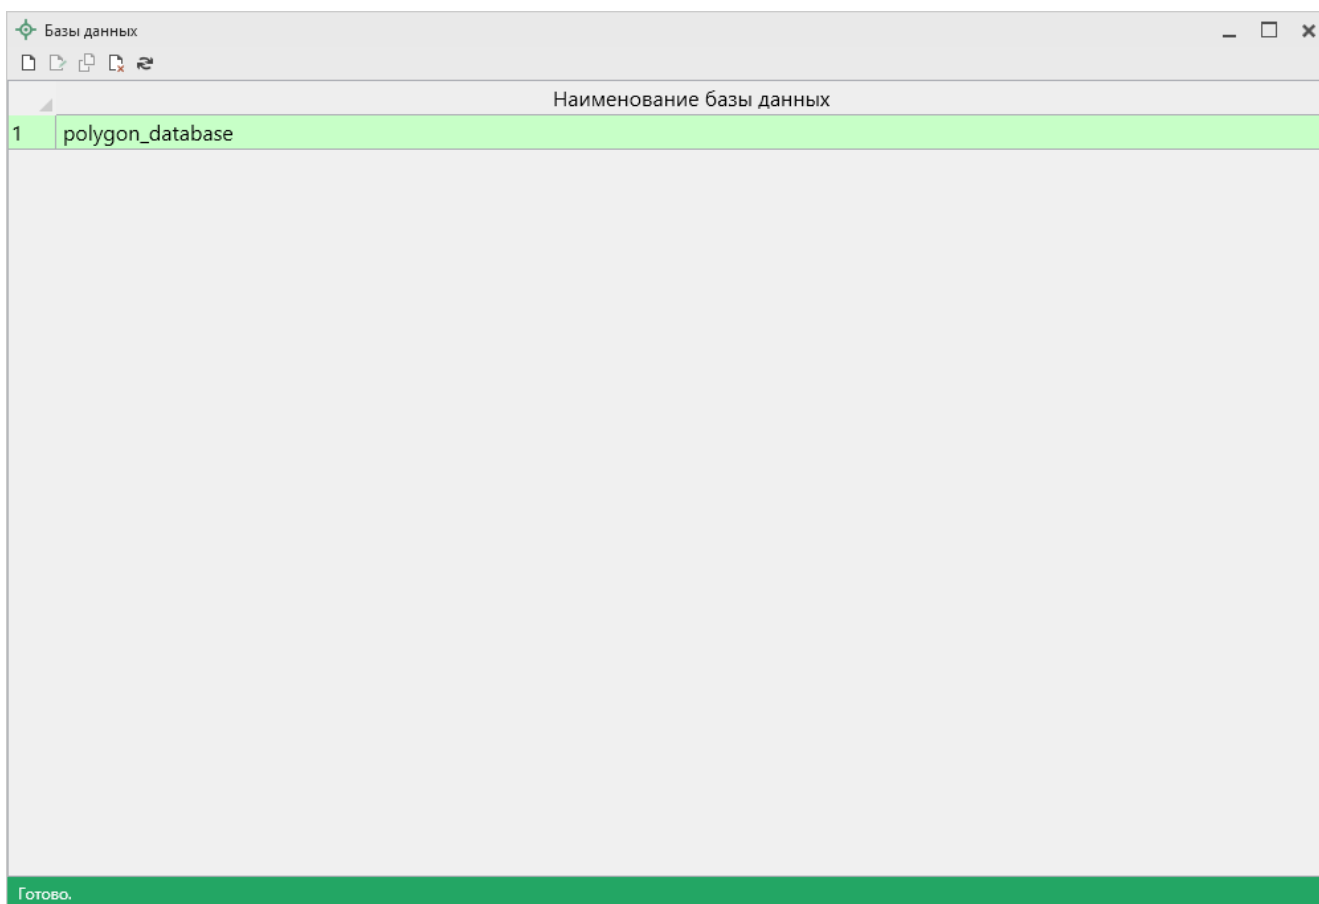 Базы данных
Наименование базы данных
1 polygon_database
Готово.